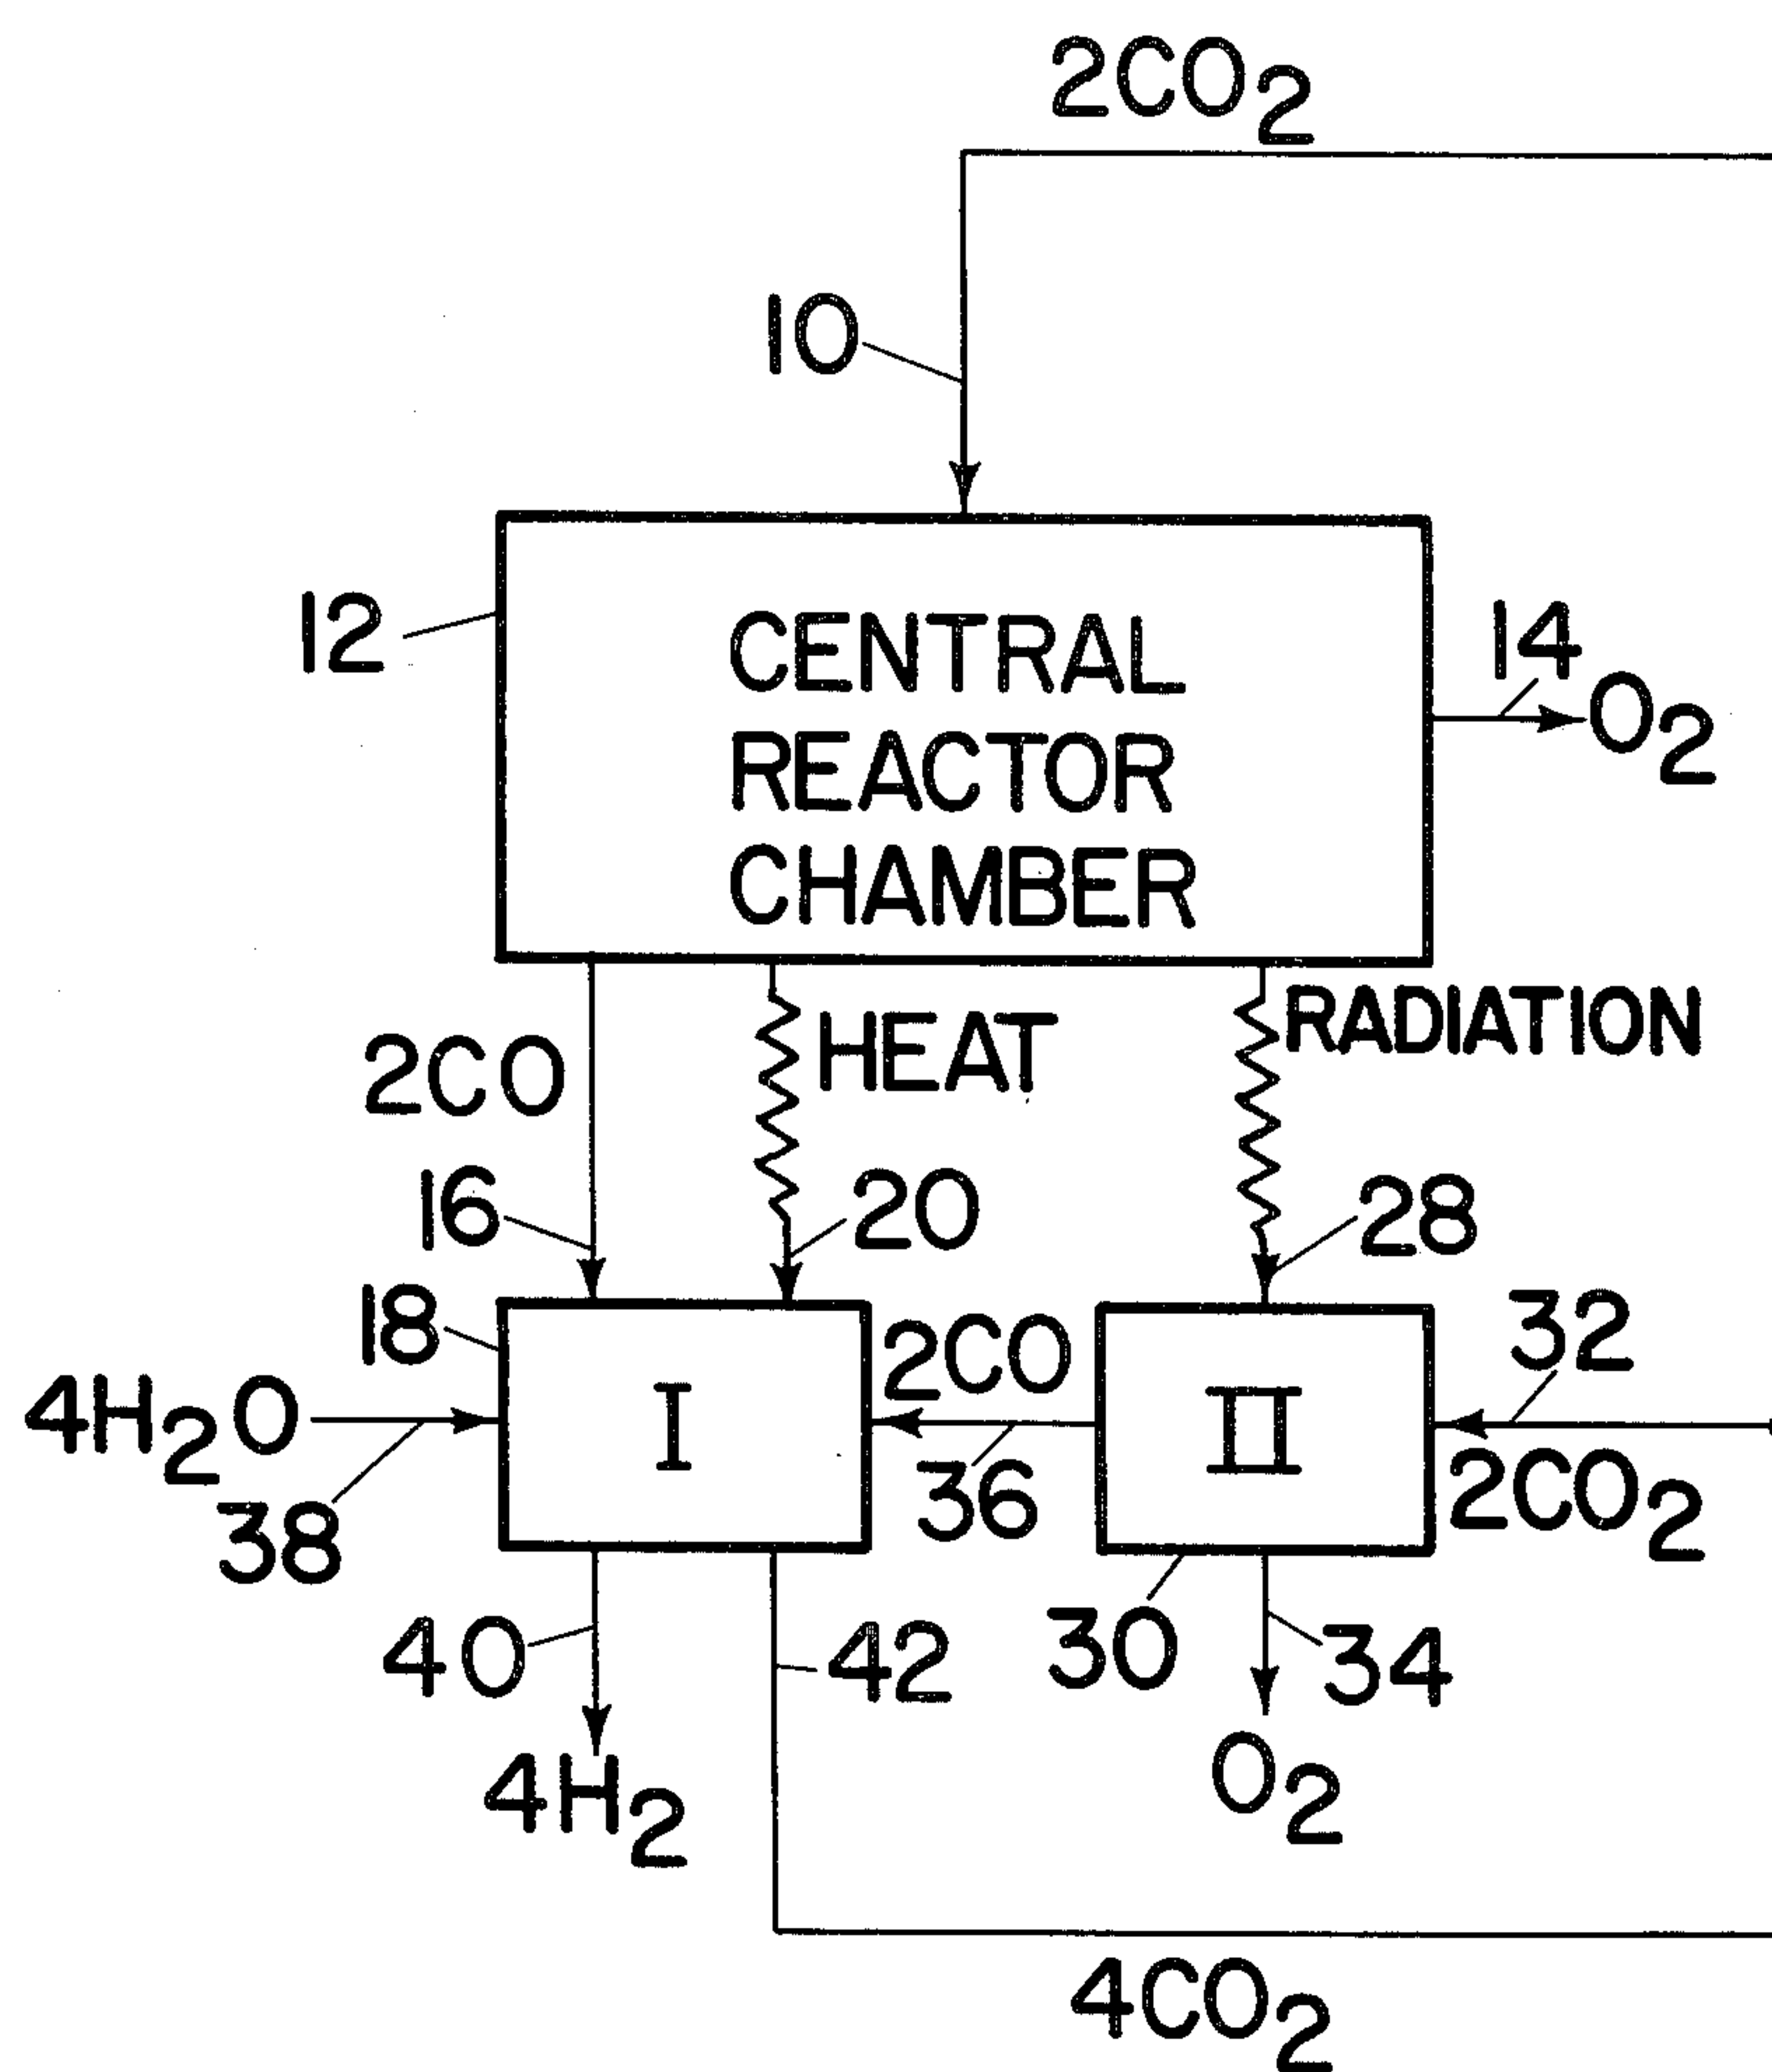 2CO2
10
12
CENTRAL
REACTOR
CHAMBER
14
O2
2CO
HEAT
RADIATION
16
20
28
18
2CO
32
4H2O
I
II
38
36
2CO2
40
42
30
34
4H2
O2
4CO2